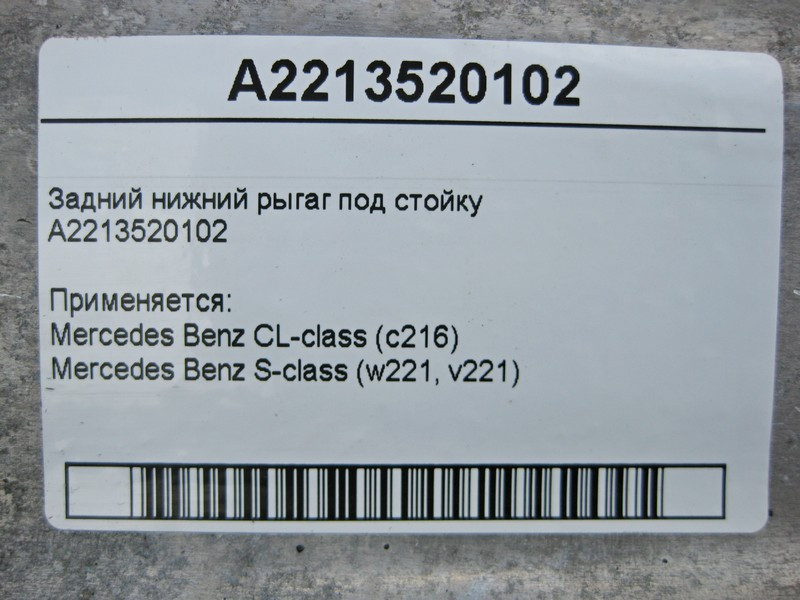 A2213520102
Задний нижний рыгаг под стойку
A2213520102
Применяется:
Mercedes Benz CL-class (c216)
Mercedes Benz S-class (w221, v221)